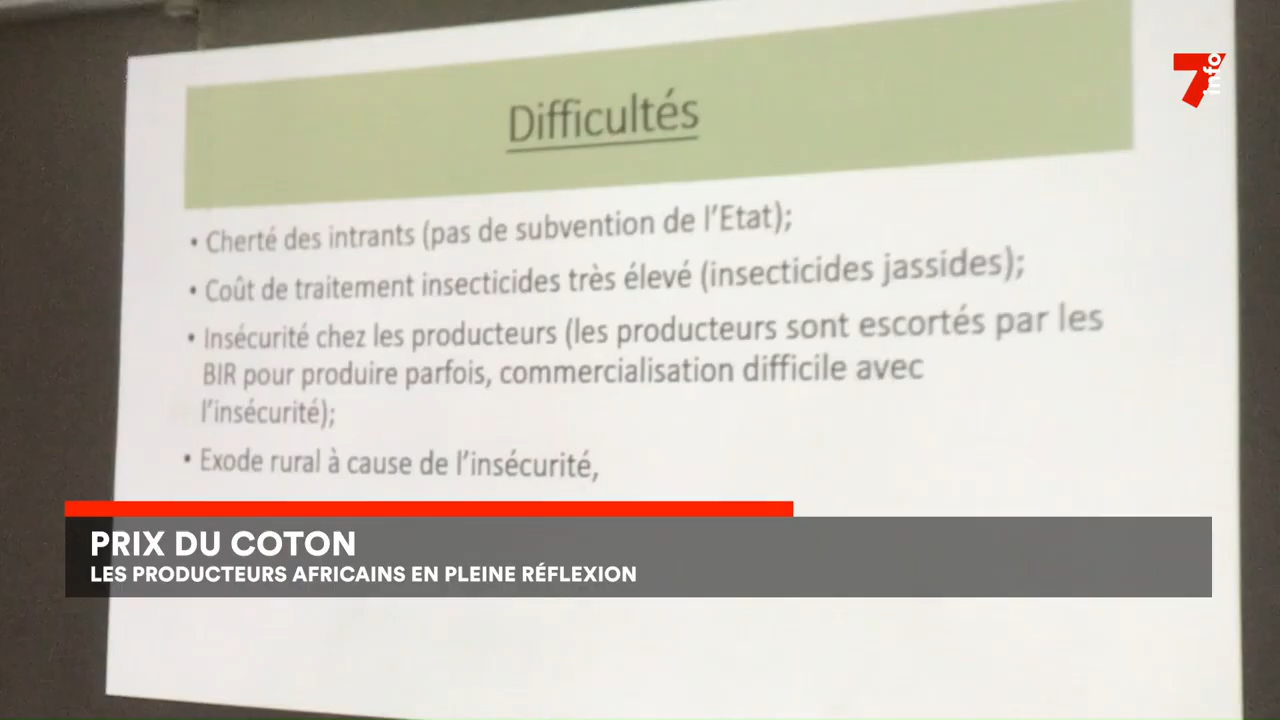 Difficultés
• Cherté des intrants (pas de subvention de l'Etat);
• Coût de traitement insecticides très élevé (insecticides jassides);
• Insécurité chez les producteurs (les producteurs sont escortés par les
BIR pour produire parfois, commercialisation difficile avec
l'insécurité);
• Exode rural à cause de l'insécurité,
7info
PRIX DU COTON
LES PRODUCTEURS AFRICAINS EN PLEINE RÉFLEXION